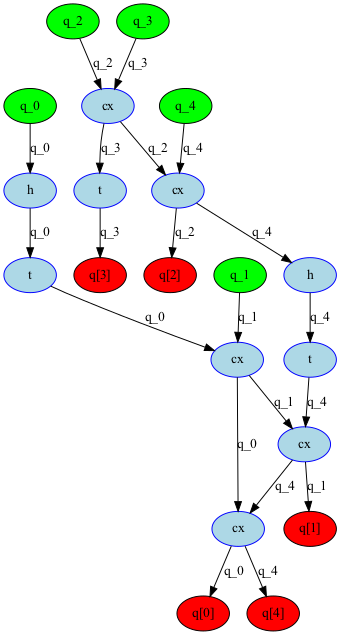 q_2 q_3
q_2 q_3
q_0 cx q_4
q_0 q_3 q_2 q_4
h t cx
q_0 q_3 q_2 q_4
t q[3] q[2] q_1 h
q_0 q_1 q_4
cx t
q_1 q_4
q_0 cx
q_4 q_1
cx q[1]
q_0 q_4
q[0] q[4]